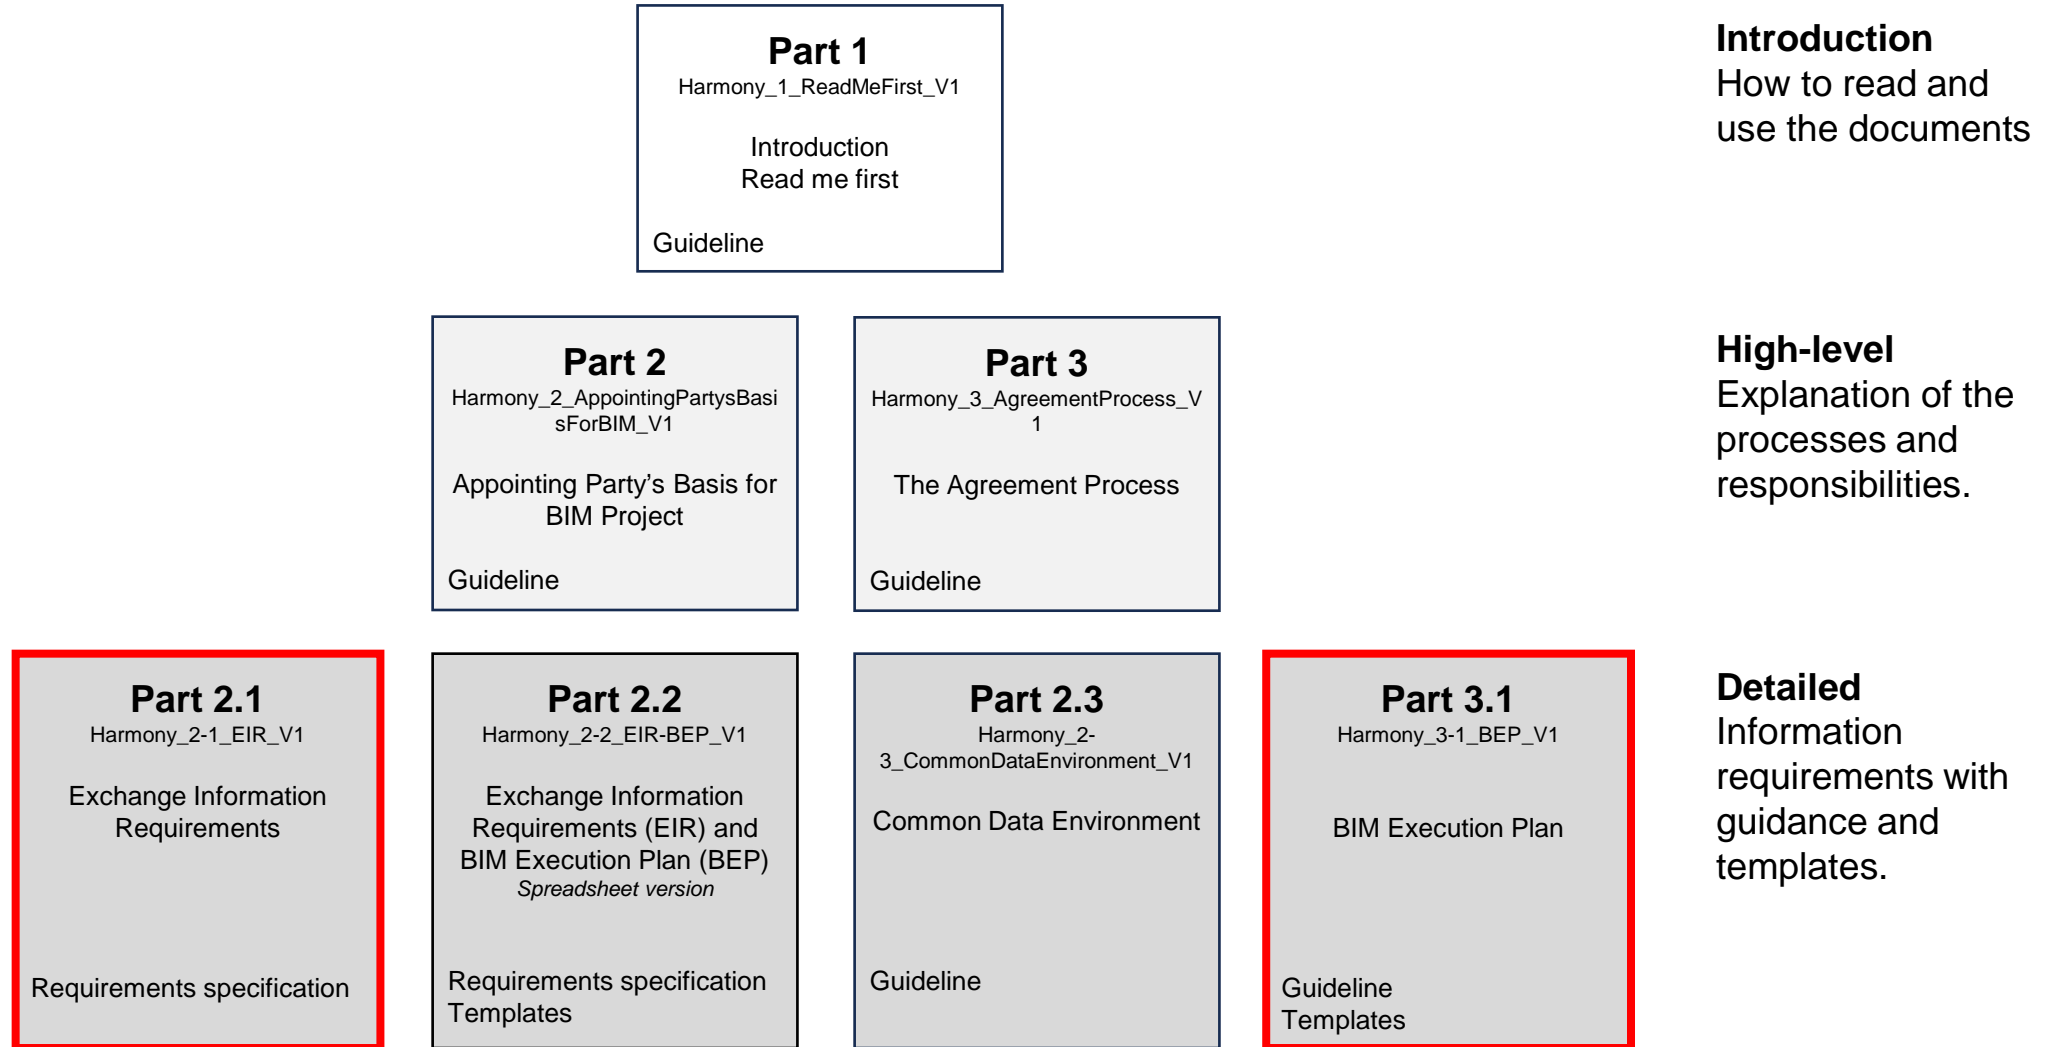 Part 1
Harmony_1_ReadMeFirst_V1
Introduction
Read me first
Guideline
Introduction
How to read and
use the documents
Part 2
Harmony_2_AppointingPartysBasi
sForBIM_V1
Appointing Party’s Basis for
BIM Project
Guideline
Part 3
Harmony_3_AgreementProcess_V
1
The Agreement Process
Guideline
High-level
Explanation of the
processes and
responsibilities.
Part 2.1
Harmony_2-1_EIR_V1
Exchange Information
Requirements
Requirements specification
Part 2.2
Harmony_2-2_EIR-BEP_V1
Exchange Information
Requirements (EIR) and
BIM Execution Plan (BEP)
Spreadsheet version
Requirements specification
Templates
Part 2.3
Harmony_2-
3_CommonDataEnvironment_V1
Common Data Environment
Guideline
Part 3.1
Harmony_3-1_BEP_V1
BIM Execution Plan
Guideline
Templates
Detailed
Information
requirements with
guidance and
templates.